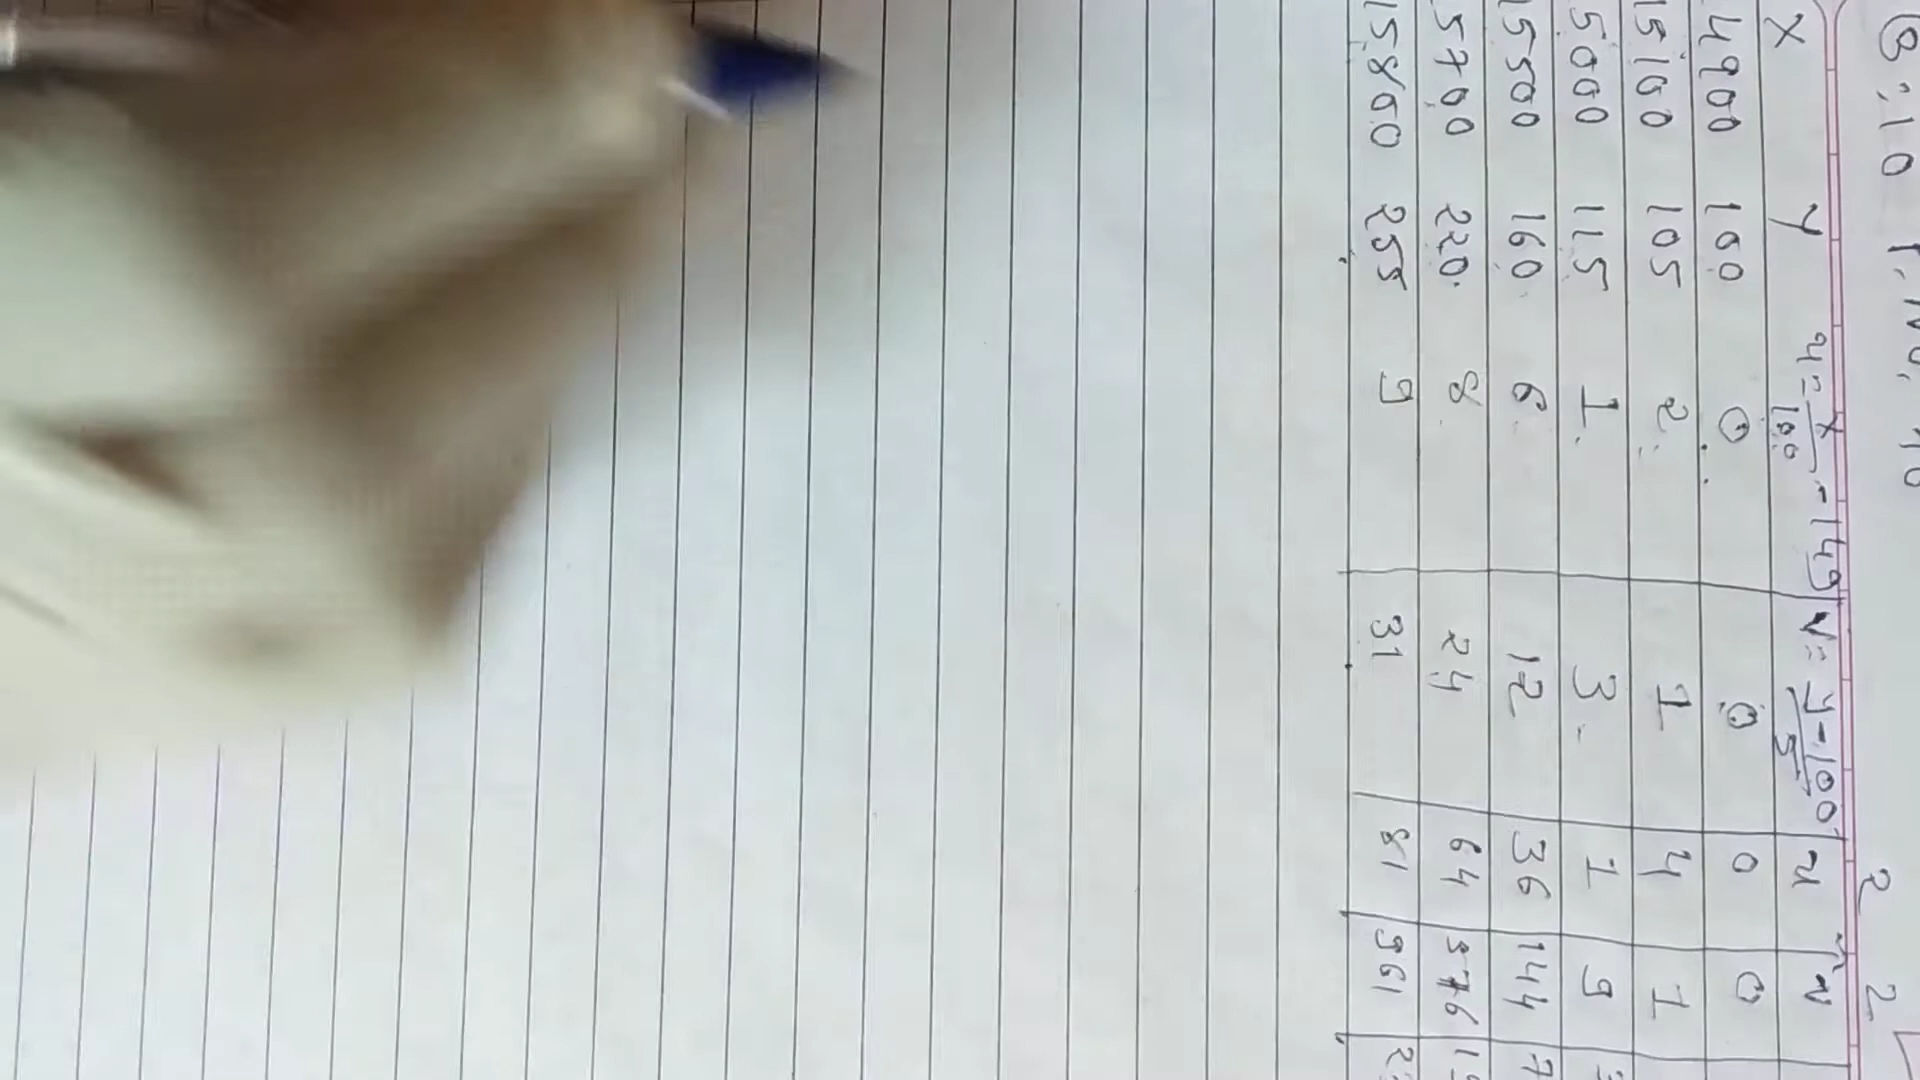 Q:10 P.No. 10
X Y u = x/100 - 149 v = y-100/5 u² v²
14900 100 0 0 0 0
15100 105 2 1 4 1
15000 115 1 3 1 9
15500 160 6 12 36 144
15700 220 8 24 64 576
15800 255 9 31 81 961